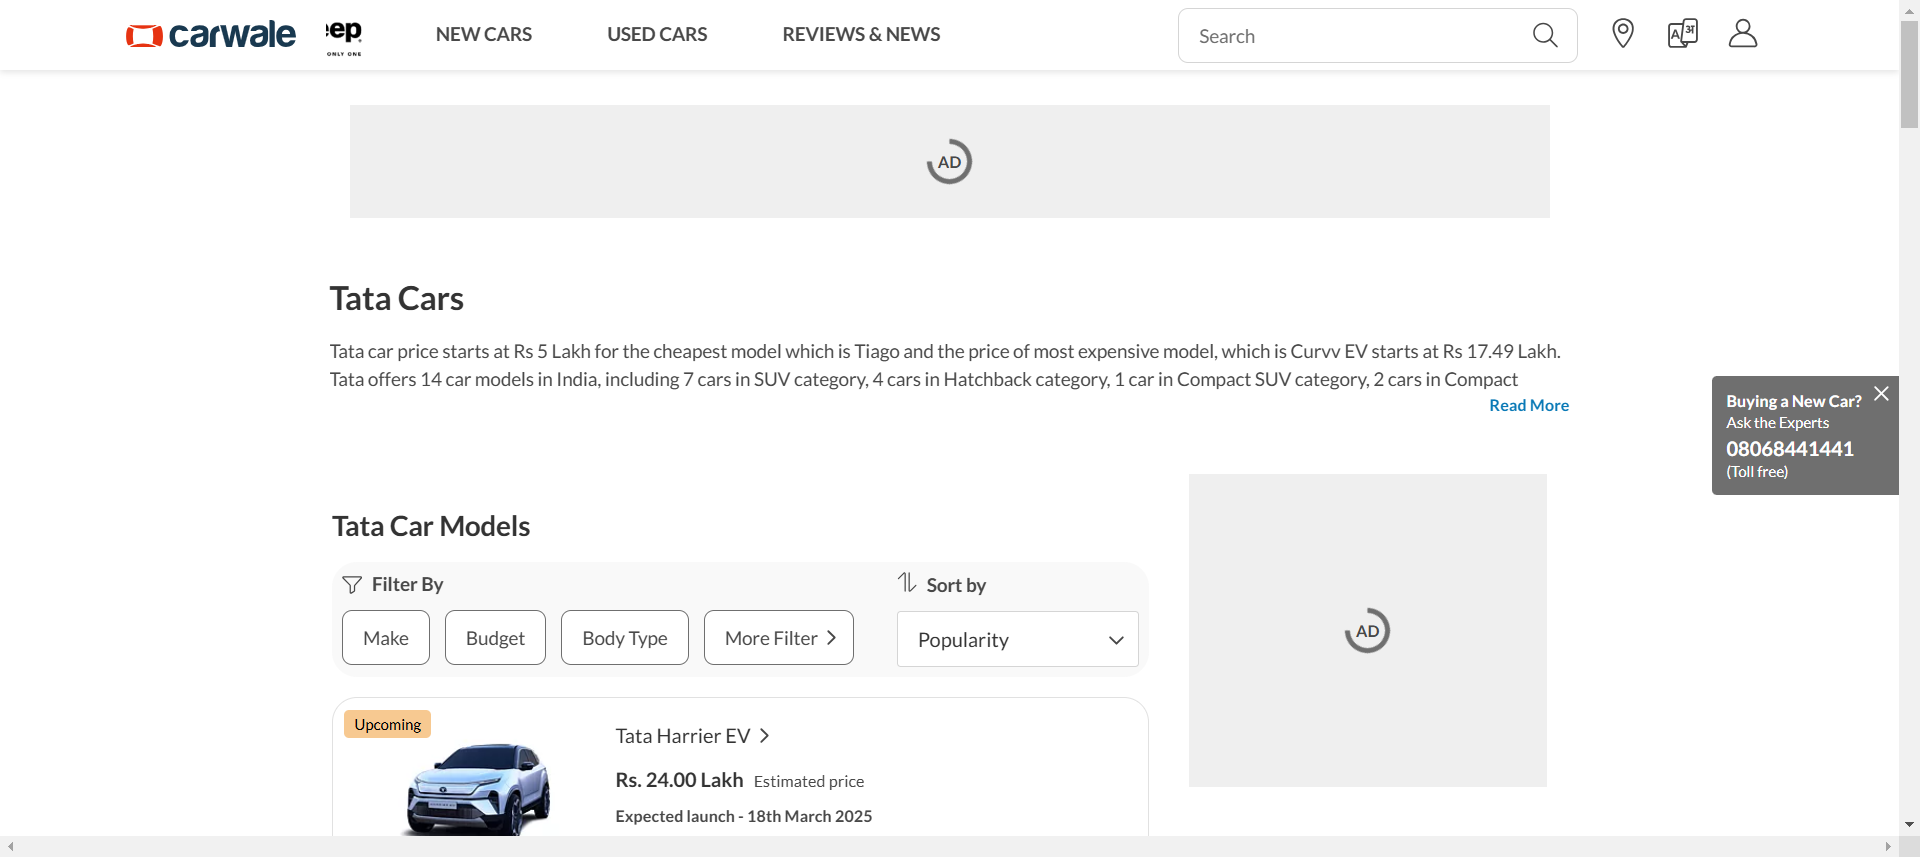 carwale
eep
ONLY ONE
NEW CARS
USED CARS
REVIEWS & NEWS
Search
AD
Tata Cars
Tata car price starts at Rs 5 Lakh for the cheapest model which is Tiago and the price of most expensive model, which is Curvv EV starts at Rs 17.49 Lakh.
Tata offers 14 car models in India, including 7 cars in SUV category, 4 cars in Hatchback category, 1 car in Compact SUV category, 2 cars in Compact
Read More
Buying a New Car?
Ask the Experts
08068441441
(Toll free)
Tata Car Models
Filter By
Sort by
Make
Budget
Body Type
More Filter
Popularity
AD
Upcoming
Tata Harrier EV
Rs. 24.00 Lakh Estimated price
Expected launch - 18th March 2025